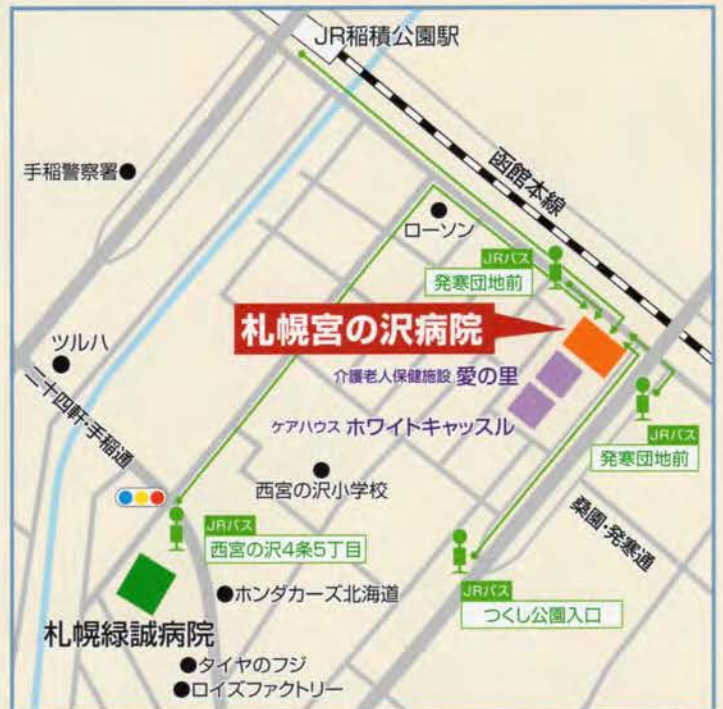 JR稲積公園駅
手稲警察署
函館本線
ローソン
JRバス
発寒団地前
札幌宮の沢病院
ツルハ
介護老人保健施設 愛の里
二十四軒・手稲通
ケアハウス ホワイトキャッスル
JRバス
発寒団地前
西宮の沢小学校
桑園・発寒通
JRバス
西宮の沢4条5丁目
JRバス
つくし公園入口
ホンダカーズ北海道
札幌緑誠病院
タイヤのフジ
ロイズファクトリー